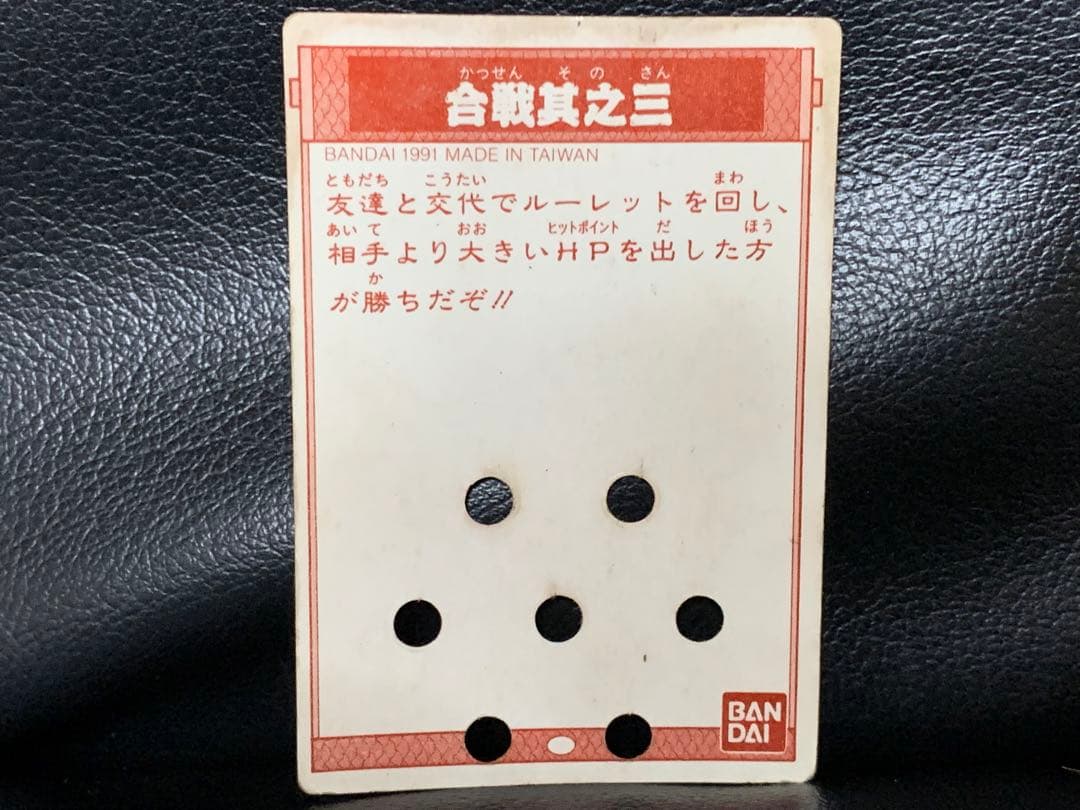 かっせん そ の さん
合戦其之三
BANDAI 1991 MADE IN TAIWAN
ともだち こうたい まわ
友達と交代でルーレットを回し、
あいて おお ヒットポイント だ ほう
相手より大きいHPを出した方
か
が勝ちだぞ!!
BAN
DAI